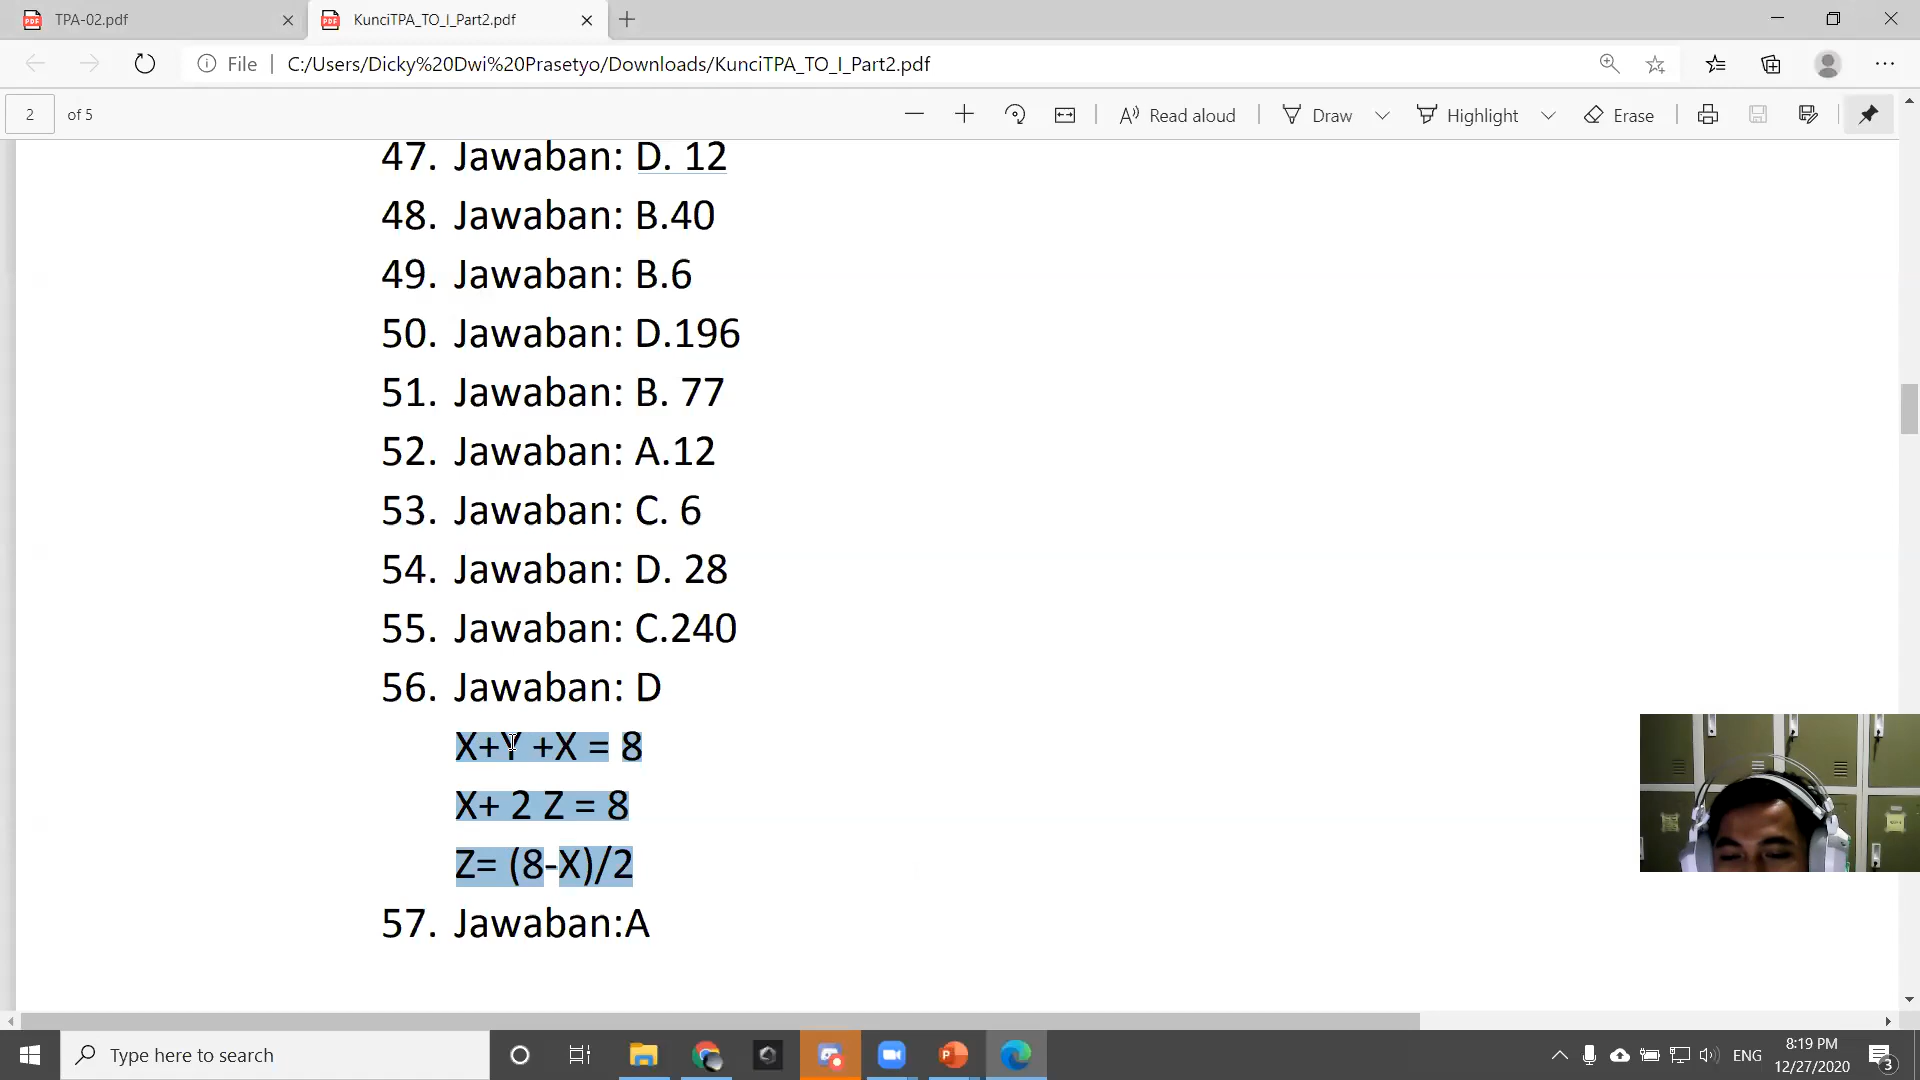 TPA-02.pdf
KunciTPA_TO_I_Part2.pdf
File
C:/Users/Dicky%20Dwi%20Prasetyo/Downloads/KunciTPA_TO_I_Part2.pdf
2 of 5
Read aloud
Draw
Highlight
Erase
47. Jawaban: D. 12
48. Jawaban: B.40
49. Jawaban: B.6
50. Jawaban: D.196
51. Jawaban: B. 77
52. Jawaban: A.12
53. Jawaban: C. 6
54. Jawaban: D. 28
55. Jawaban: C.240
56. Jawaban: D
X+Y +X = 8
X+ 2 Z = 8
Z= (8-X)/2
57. Jawaban:A
Type here to search
ENG
8:19 PM
12/27/2020
3